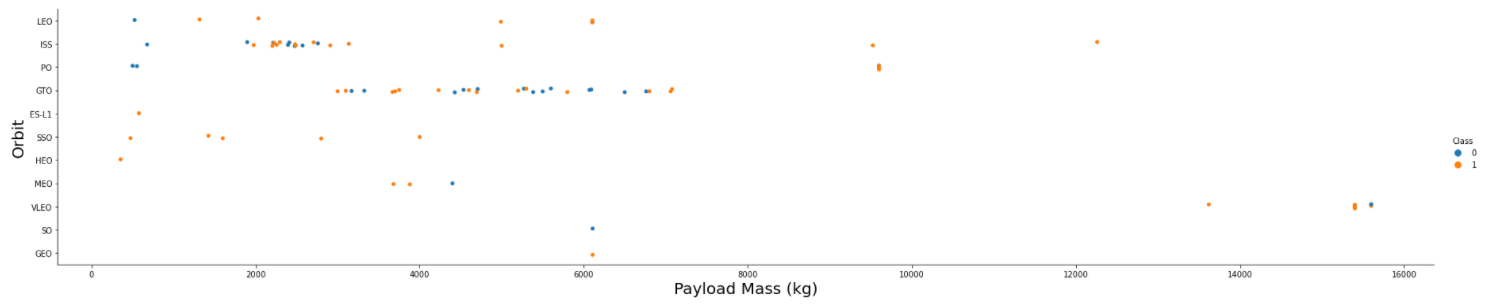 LEO
ISS
PO
GTO
ES-L1
SSO
HEO
MEO
VLEO
SO
GEO
Orbit
0 2000 4000 6000 8000 10000 12000 14000 16000
Payload Mass (kg)
Class
0
1